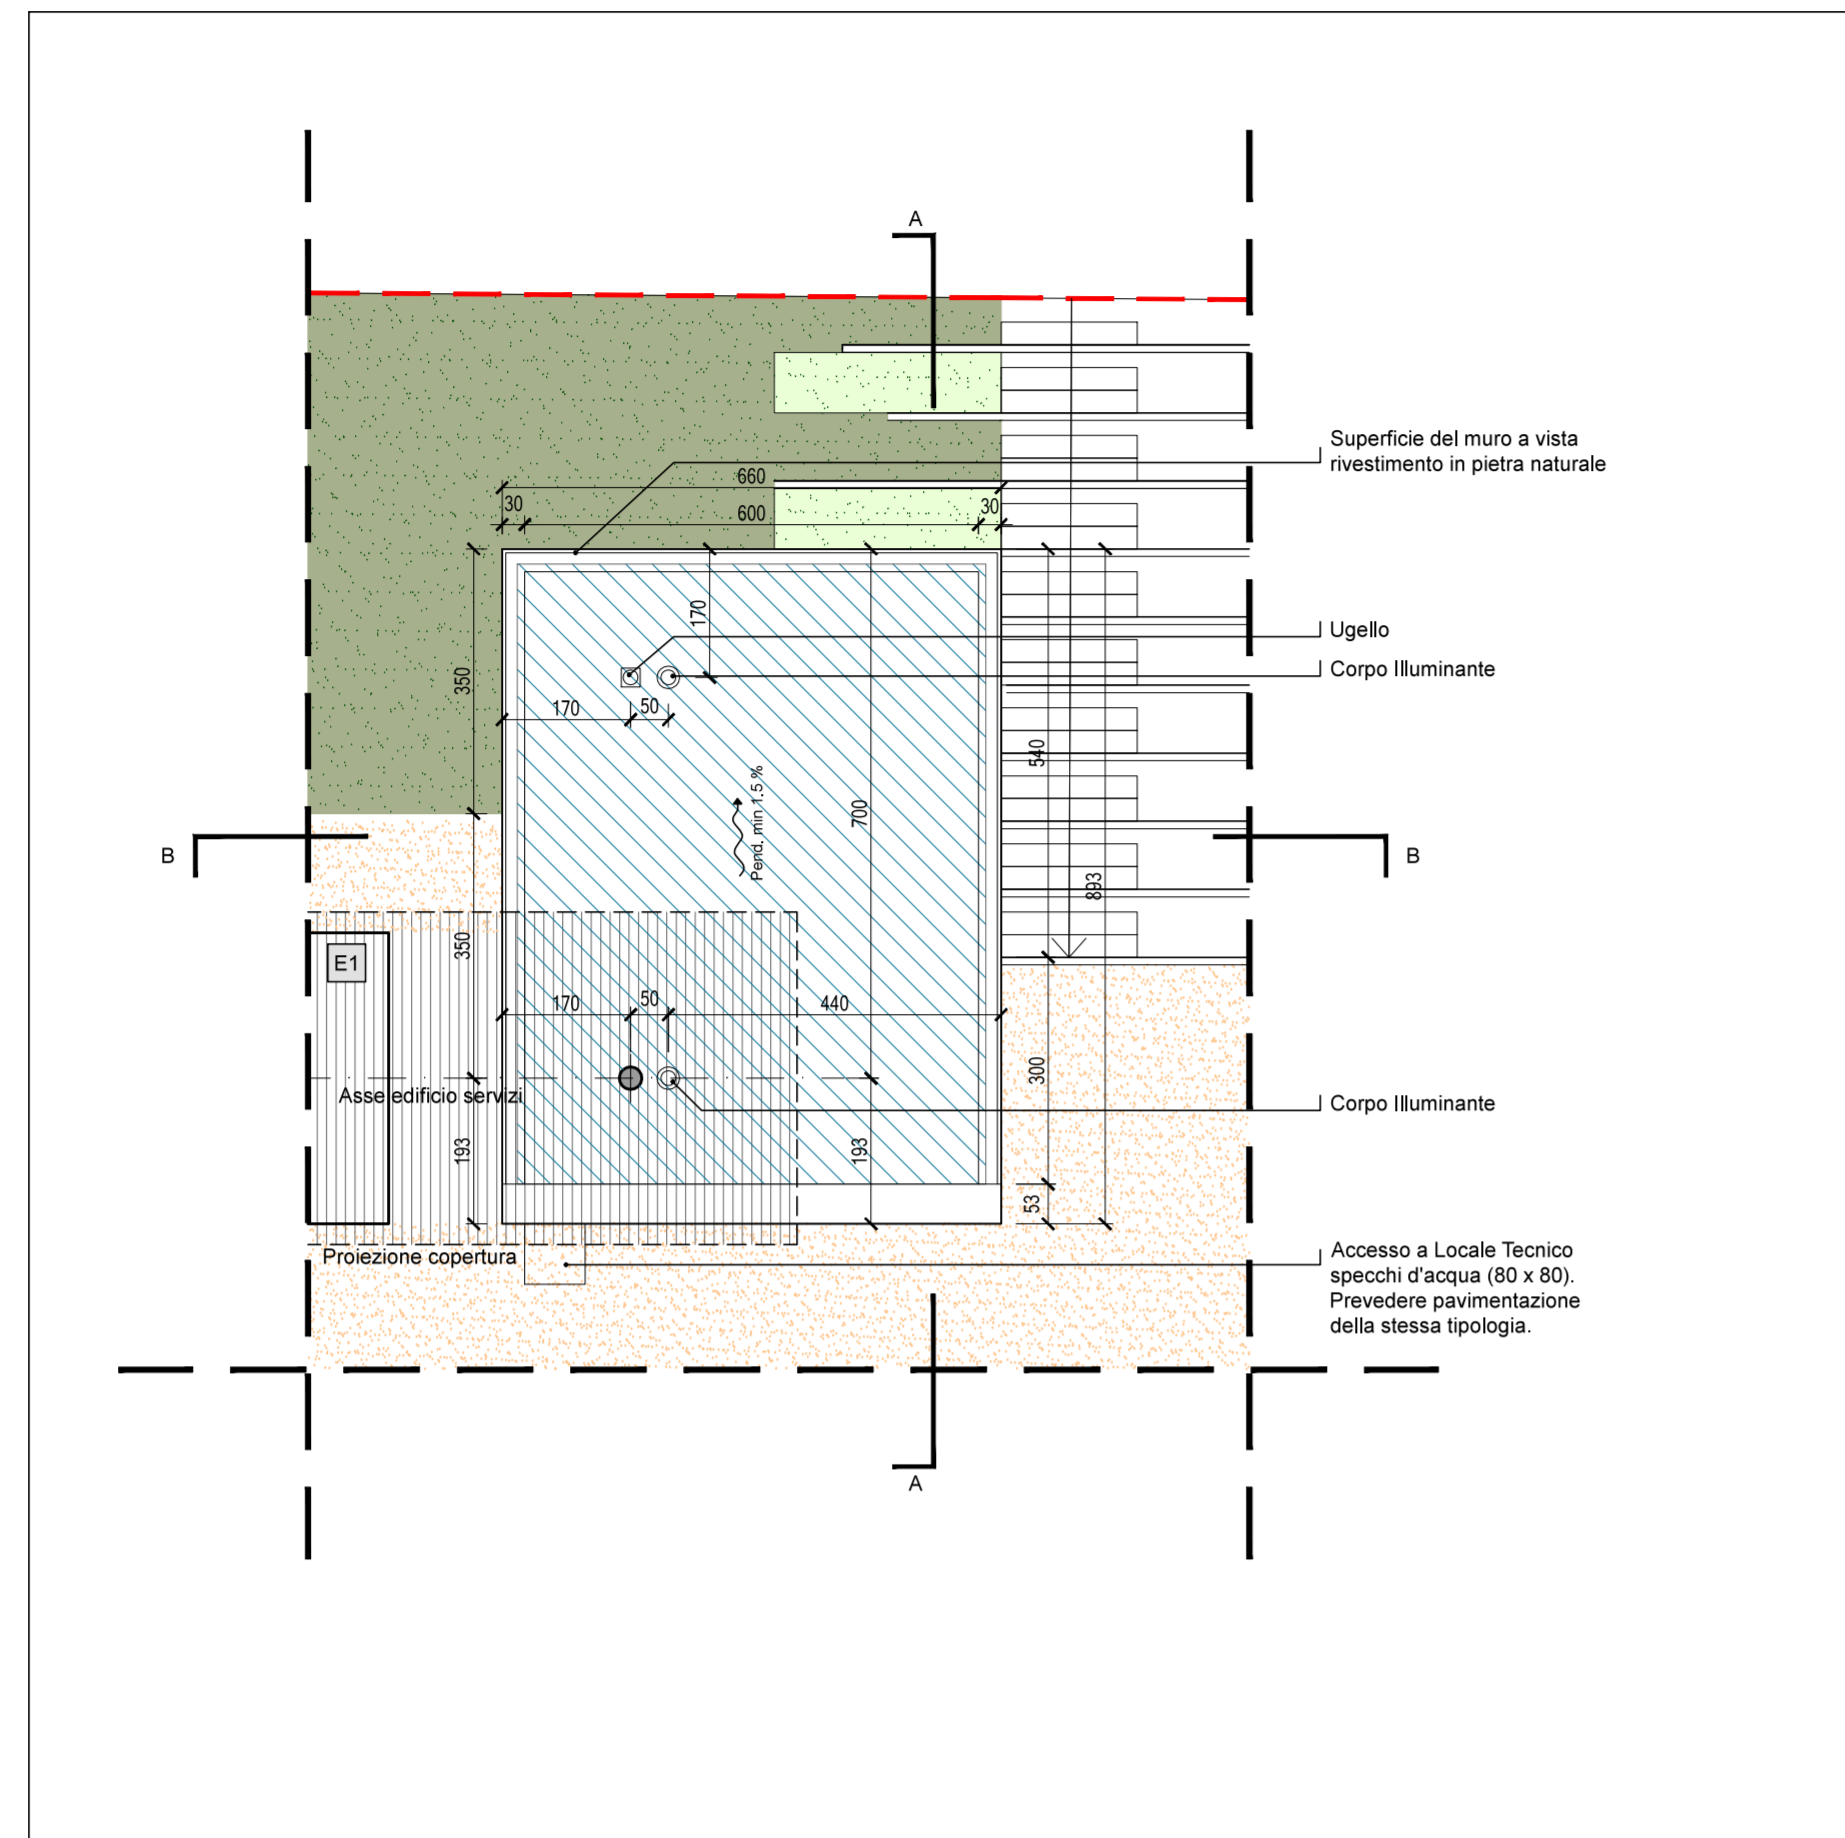 A
Superficie del muro a vista
rivestimento in pietra naturale
660
30
600
30
170
Ugello
Corpo Illuminante
350
170
50
540
700
Pend. min 1.5 %
B
B
893
E1
350
170
50
440
300
Asse edificio servizi
Corpo Illuminante
193
193
53
Proiezione copertura
Accesso a Locale Tecnico
specchi d'acqua (80 x 80).
Prevedere pavimentazione
della stessa tipologia.
A